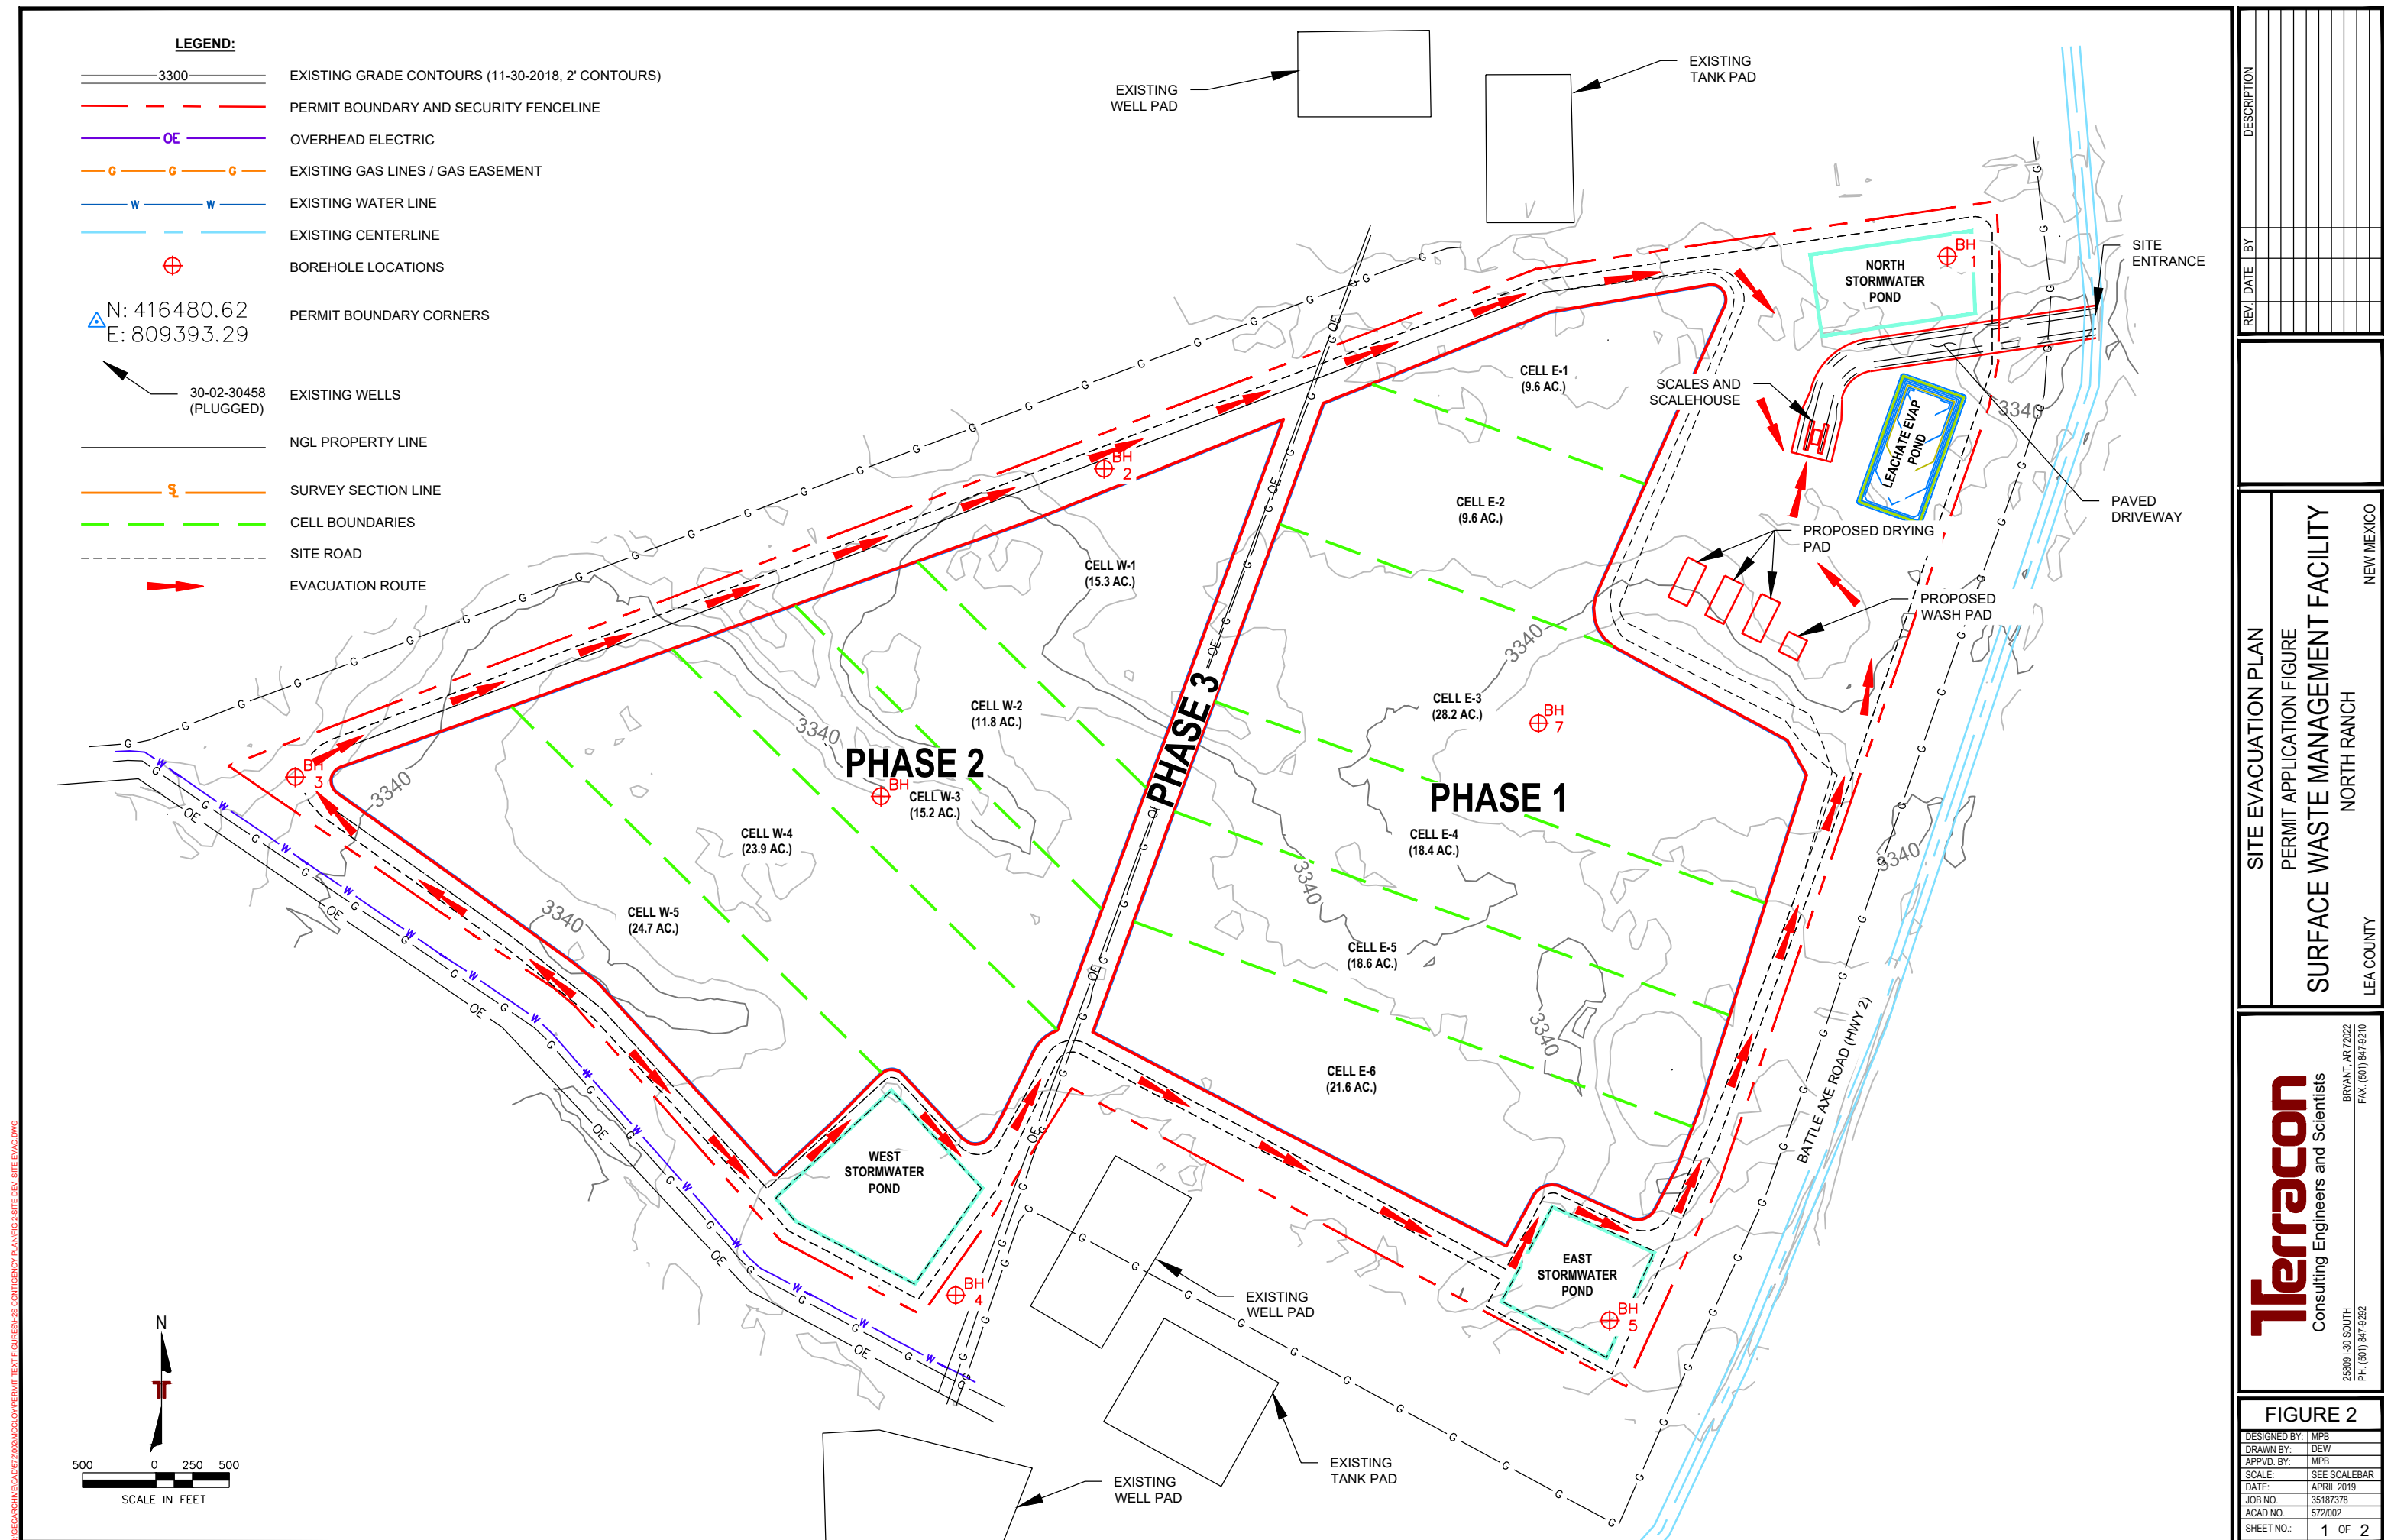 LEGEND:
3300
EXISTING GRADE CONTOURS (11-30-2018, 2' CONTOURS)
PERMIT BOUNDARY AND SECURITY FENCELINE
OE
OVERHEAD ELECTRIC
G G G
EXISTING GAS LINES / GAS EASEMENT
W W
EXISTING WATER LINE
EXISTING CENTERLINE
BOREHOLE LOCATIONS
N: 416480.62
E: 809393.29
PERMIT BOUNDARY CORNERS
30-02-30458
(PLUGGED)
EXISTING WELLS
NGL PROPERTY LINE
SURVEY SECTION LINE
CELL BOUNDARIES
SITE ROAD
EVACUATION ROUTE
EXISTING
WELL PAD
EXISTING
TANK PAD
SITE
ENTRANCE
BH
1
NORTH
STORMWATER
POND
SCALES AND
SCALEHOUSE
LEACHATE EVAP
POND
3340
PAVED
DRIVEWAY
PROPOSED DRYING
PAD
PROPOSED
WASH PAD
CELL E-1
(9.6 AC.)
CELL E-2
(9.6 AC.)
CELL E-3
(28.2 AC.)
BH
7
3340
PHASE 1
CELL E-4
(18.4 AC.)
3340
CELL E-5
(18.6 AC.)
3340
CELL E-6
(21.6 AC.)
3340
BATTLE AXE ROAD (HWY 2)
PHASE 3
BH
2
CELL W-1
(15.3 AC.)
CELL W-2
(11.8 AC.)
3340
PHASE 2
BH
CELL W-3
(15.2 AC.)
CELL W-4
(23.9 AC.)
CELL W-5
(24.7 AC.)
3340
BH
3
3340
WEST
STORMWATER
POND
BH
4
EAST
STORMWATER
POND
BH
5
EXISTING
WELL PAD
EXISTING
TANK PAD
EXISTING
WELL PAD
N
500 0 250 500
SCALE IN FEET
REV. DATE BY DESCRIPTION
SITE EVACUATION PLAN
PERMIT APPLICATION FIGURE
SURFACE WASTE MANAGEMENT FACILITY
NORTH RANCH
LEA COUNTY NEW MEXICO
Terracon
Consulting Engineers and Scientists
25809 I-30 SOUTH BRYANT, AR 72022
PH. (501) 847-9292 FAX. (501) 847-9210
FIGURE 2
DESIGNED BY: MPB
DRAWN BY: DEW
APPVD. BY: MPB
SCALE: SEE SCALEBAR
DATE: APRIL 2019
JOB NO. 35187378
ACAD NO. 572/002
SHEET NO.: 1 OF 2